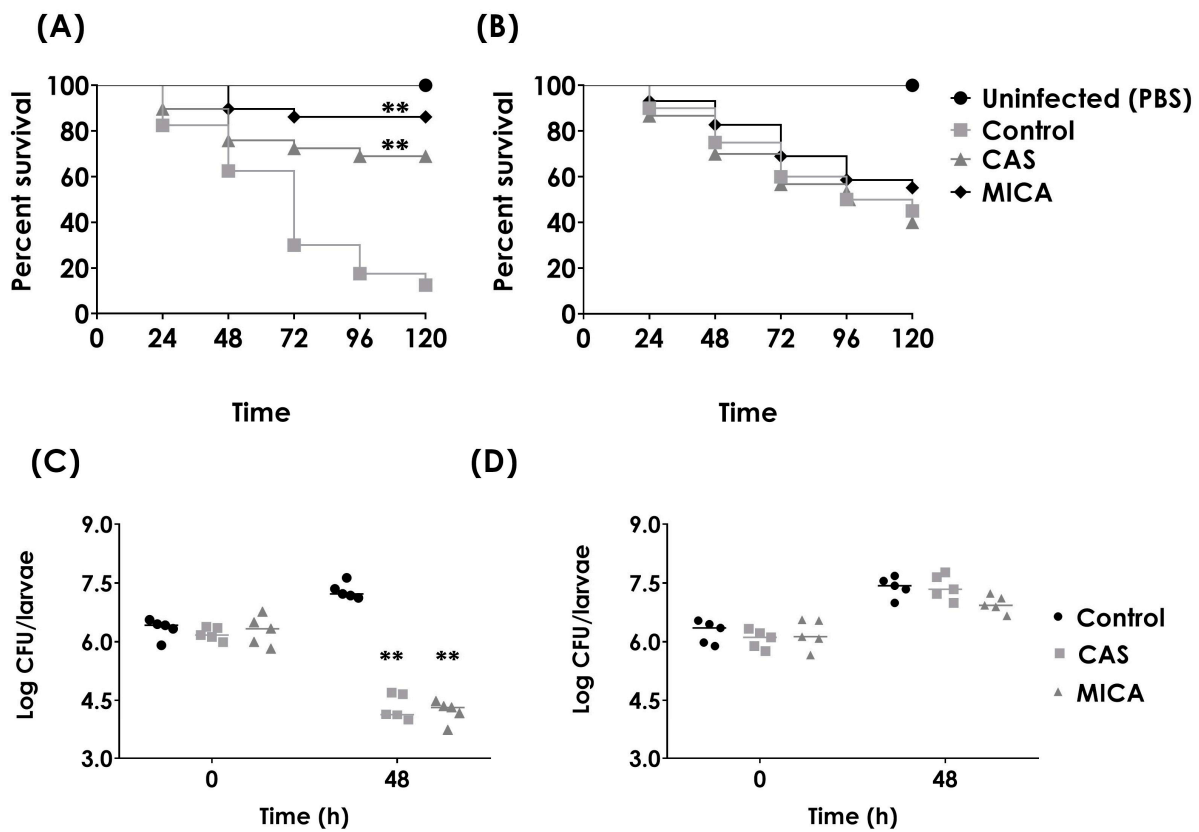 (A)
(B)
Percent survival
100
80
60
40
20
0
**
**
0 24 48 72 96 120
Time
Percent survival
100
80
60
40
20
0
0 24 48 72 96 120
Time
Uninfected (PBS)
Control
CAS
MICA
(C)
(D)
Log CFU/larvae
9.0
7.5
6.0
4.5
3.0
** **
0 48
Time (h)
Log CFU/larvae
9.0
7.5
6.0
4.5
3.0
0 48
Time (h)
Control
CAS
MICA